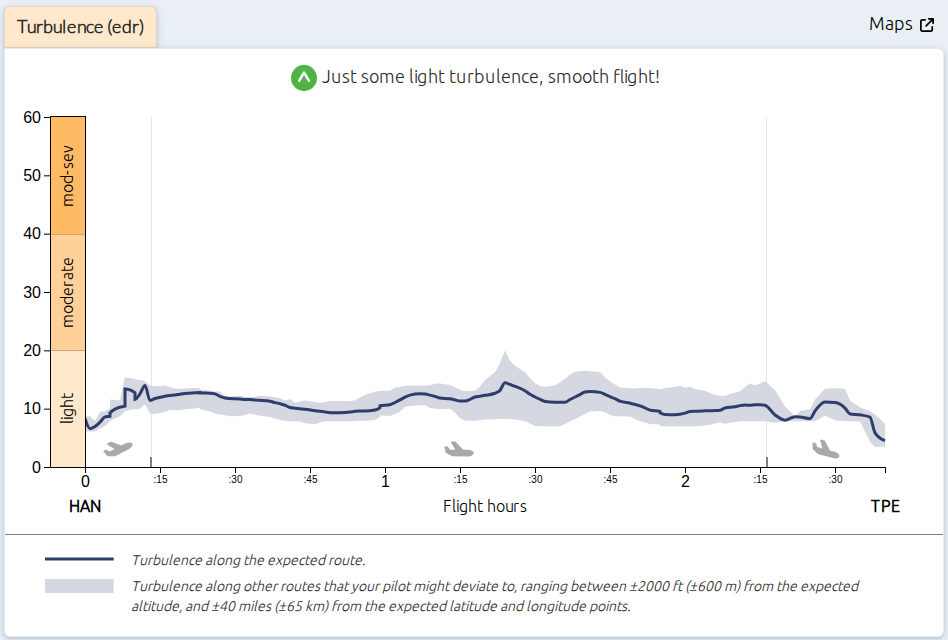 Turbulence (edr)
Maps
Just some light turbulence, smooth flight!
60
50
40
30
20
10
0
mod-sev
moderate
light
0 :15 :30 :45 1 :15 :30 :45 2 :15 :30
HAN Flight hours TPE
Turbulence along the expected route.
Turbulence along other routes that your pilot might deviate to, ranging between ±2000 ft (±600 m) from the expected
altitude, and ±40 miles (±65 km) from the expected latitude and longitude points.